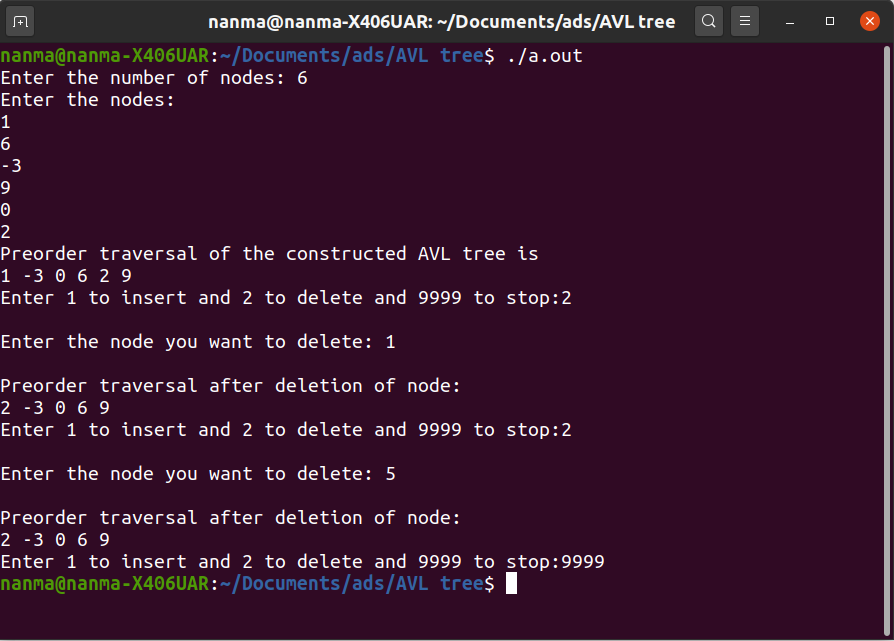 nanma@nanma-X406UAR: ~/Documents/ads/AVL tree
nanma@nanma-X406UAR:~/Documents/ads/AVL tree$ ./a.out
Enter the number of nodes: 6
Enter the nodes:
1
6
-3
9
0
2
Preorder traversal of the constructed AVL tree is
1 -3 0 6 2 9
Enter 1 to insert and 2 to delete and 9999 to stop:2
Enter the node you want to delete: 1
Preorder traversal after deletion of node:
2 -3 0 6 9
Enter 1 to insert and 2 to delete and 9999 to stop:2
Enter the node you want to delete: 5
Preorder traversal after deletion of node:
2 -3 0 6 9
Enter 1 to insert and 2 to delete and 9999 to stop:9999
nanma@nanma-X406UAR:~/Documents/ads/AVL tree$